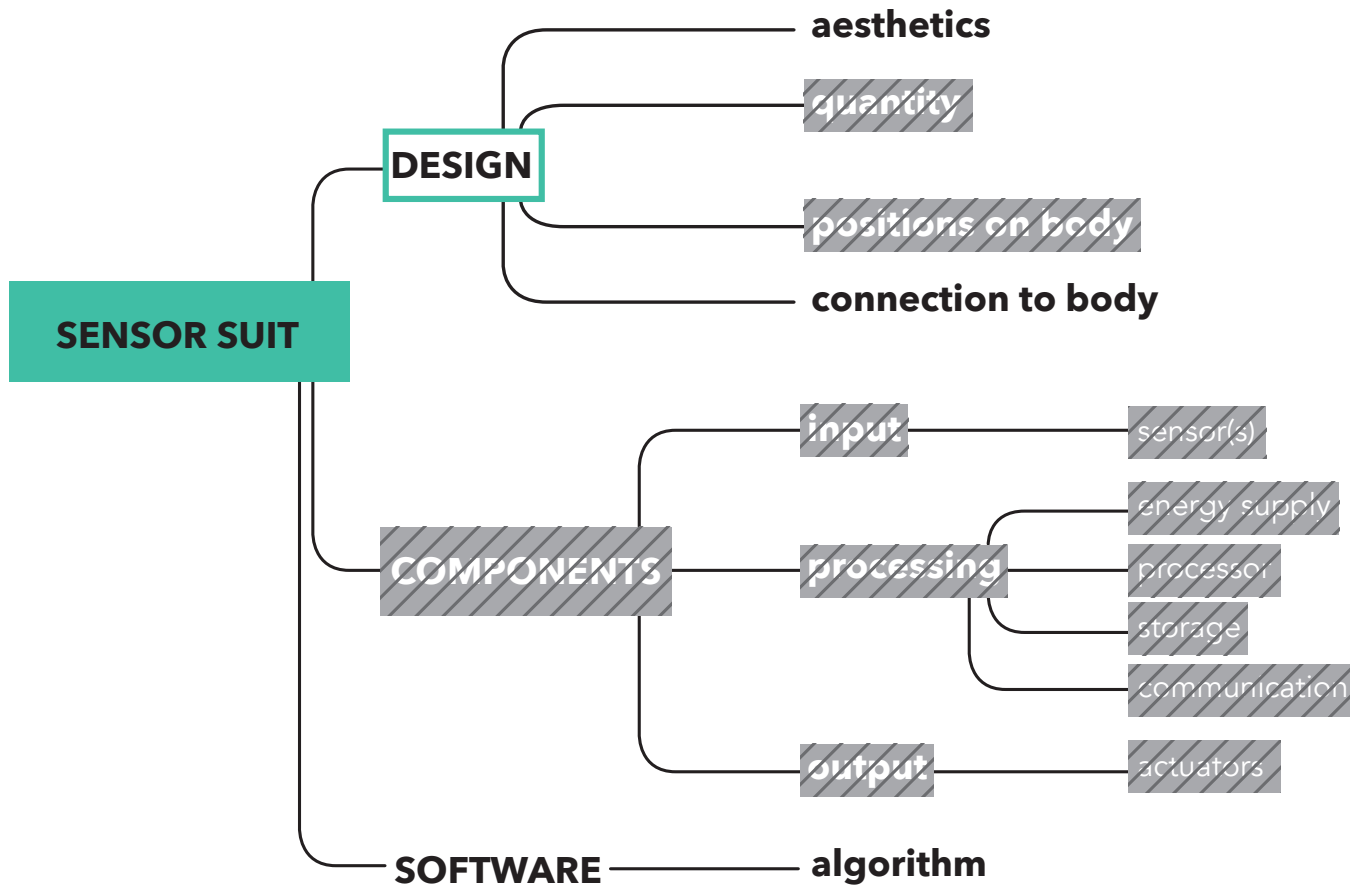 aesthetics
quantity
DESIGN
positions on body
connection to body
SENSOR SUIT
input
sensor(s)
energy supply
COMPONENTS
processing
processor
storage
communication
output
actuators
SOFTWARE
algorithm